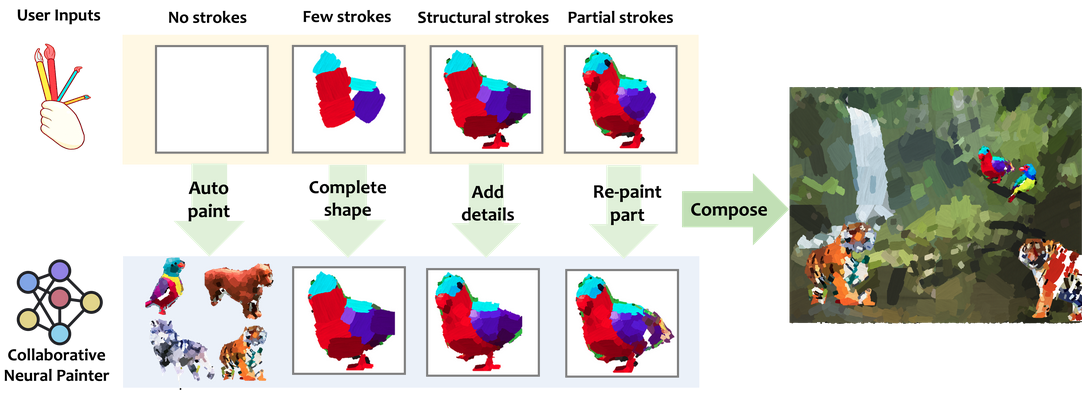 User Inputs
No strokes
Few strokes
Structural strokes
Partial strokes
Auto
paint
Complete
shape
Add
details
Re-paint
part
Compose
Collaborative
Neural Painter